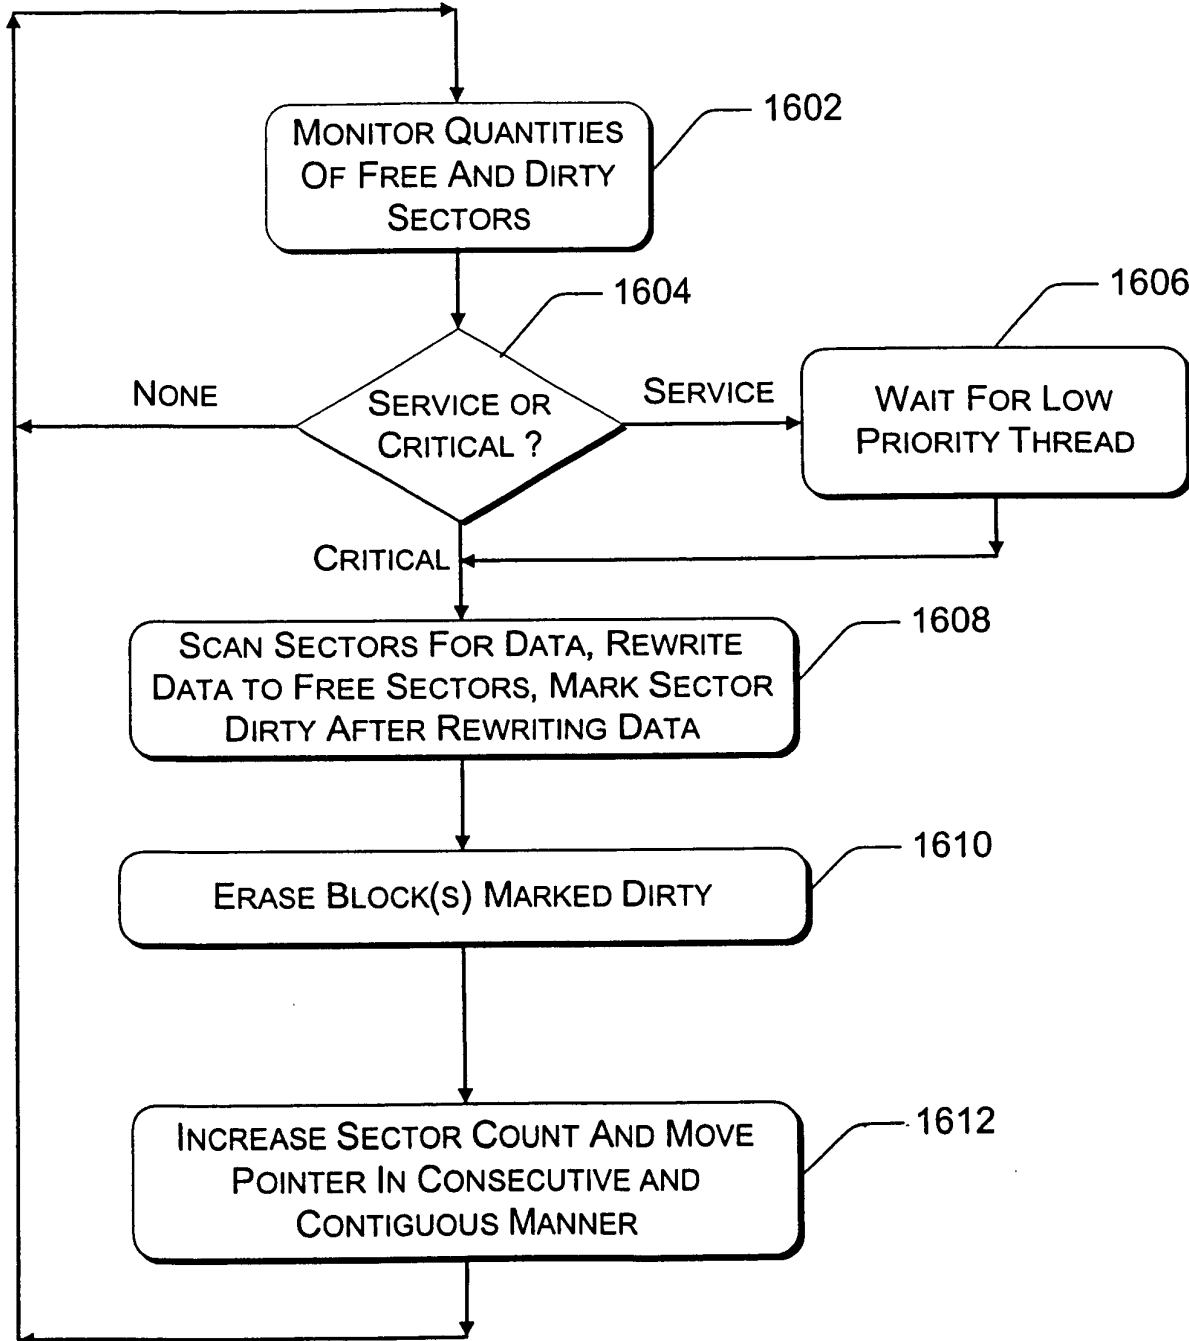 1602
MONITOR QUANTITIES
OF FREE AND DIRTY
SECTORS
1604
1606
NONE
SERVICE OR
CRITICAL ?
SERVICE
WAIT FOR LOW
PRIORITY THREAD
CRITICAL
1608
SCAN SECTORS FOR DATA, REWRITE
DATA TO FREE SECTORS, MARK SECTOR
DIRTY AFTER REWRITING DATA
1610
ERASE BLOCK(S) MARKED DIRTY
1612
INCREASE SECTOR COUNT AND MOVE
POINTER IN CONSECUTIVE AND
CONTIGUOUS MANNER